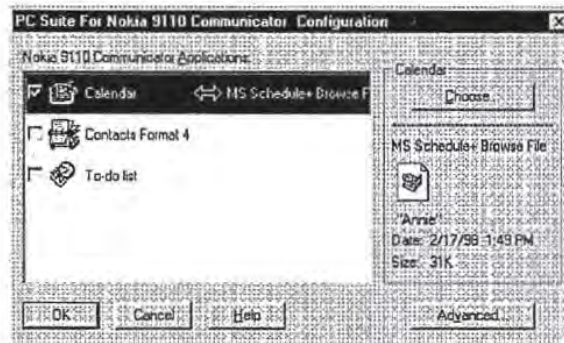 PC Suite For Nokia 9110 Communicator Configuration
Nokia 9110 Communicator Applications:
Calendar MS Schedule+ Browse F
Contacts Format 4
To-do list
Calendar
Choose...
MS Schedule+ Browse File
"Annie"
Date: 2/17/98 1:49 PM
Size: 31K
OK Cancel Help Advanced...